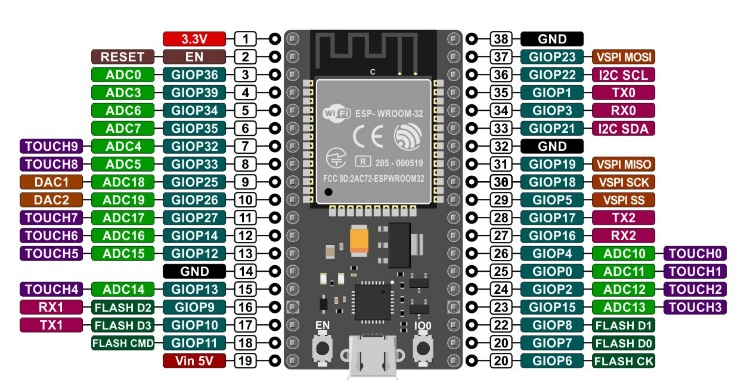 3.3V 1 38 GND
RESET EN 2 37 GIOP23 VSPI MOSI
ADC0 GIOP36 3 36 GIOP22 I2C SCL
ADC3 GIOP39 4 35 GIOP1 TX0
ADC6 GIOP34 5 34 GIOP3 RX0
ADC7 GIOP35 6 33 GIOP21 I2C SDA
TOUCH9 ADC4 GIOP32 7 32 GND
TOUCH8 ADC5 GIOP33 8 31 GIOP19 VSPI MISO
DAC1 ADC18 GIOP25 9 30 GIOP18 VSPI SCK
DAC2 ADC19 GIOP26 10 29 GIOP5 VSPI SS
TOUCH7 ADC17 GIOP27 11 28 GIOP17 TX2
TOUCH6 ADC16 GIOP14 12 27 GIOP16 RX2
TOUCH5 ADC15 GIOP12 13 26 GIOP4 ADC10 TOUCH0
GND 14 25 GIOP0 ADC11 TOUCH1
TOUCH4 ADC14 GIOP13 15 24 GIOP2 ADC12 TOUCH2
RX1 FLASH D2 GIOP9 16 23 GIOP15 ADC13 TOUCH3
TX1 FLASH D3 GIOP10 17 22 GIOP8 FLASH D1
FLASH CMD GIOP11 18 20 GIOP7 FLASH D0
Vin 5V 19 20 GIOP6 FLASH CK
C
WiFi ESP-WROOM-32
CE
R 205-000519
FCC 9D:2AC72-ESPWROOM32
EN IO0